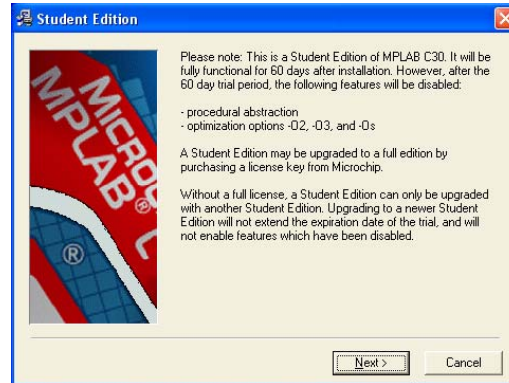 Student Edition
Please note: This is a Student Edition of MPLAB C30. It will be
fully functional for 60 days after installation. However, after the
60 day trial period, the following features will be disabled:
- procedural abstraction
- optimization options -O2, -O3, and -Os
A Student Edition may be upgraded to a full edition by
purchasing a license key from Microchip.
Without a full license, a Student Edition can only be upgraded
with another Student Edition. Upgrading to a newer Student
Edition will not extend the expiration date of the trial, and will
not enable features which have been disabled.
MICRO
MPLAB® C
®
Next >
Cancel